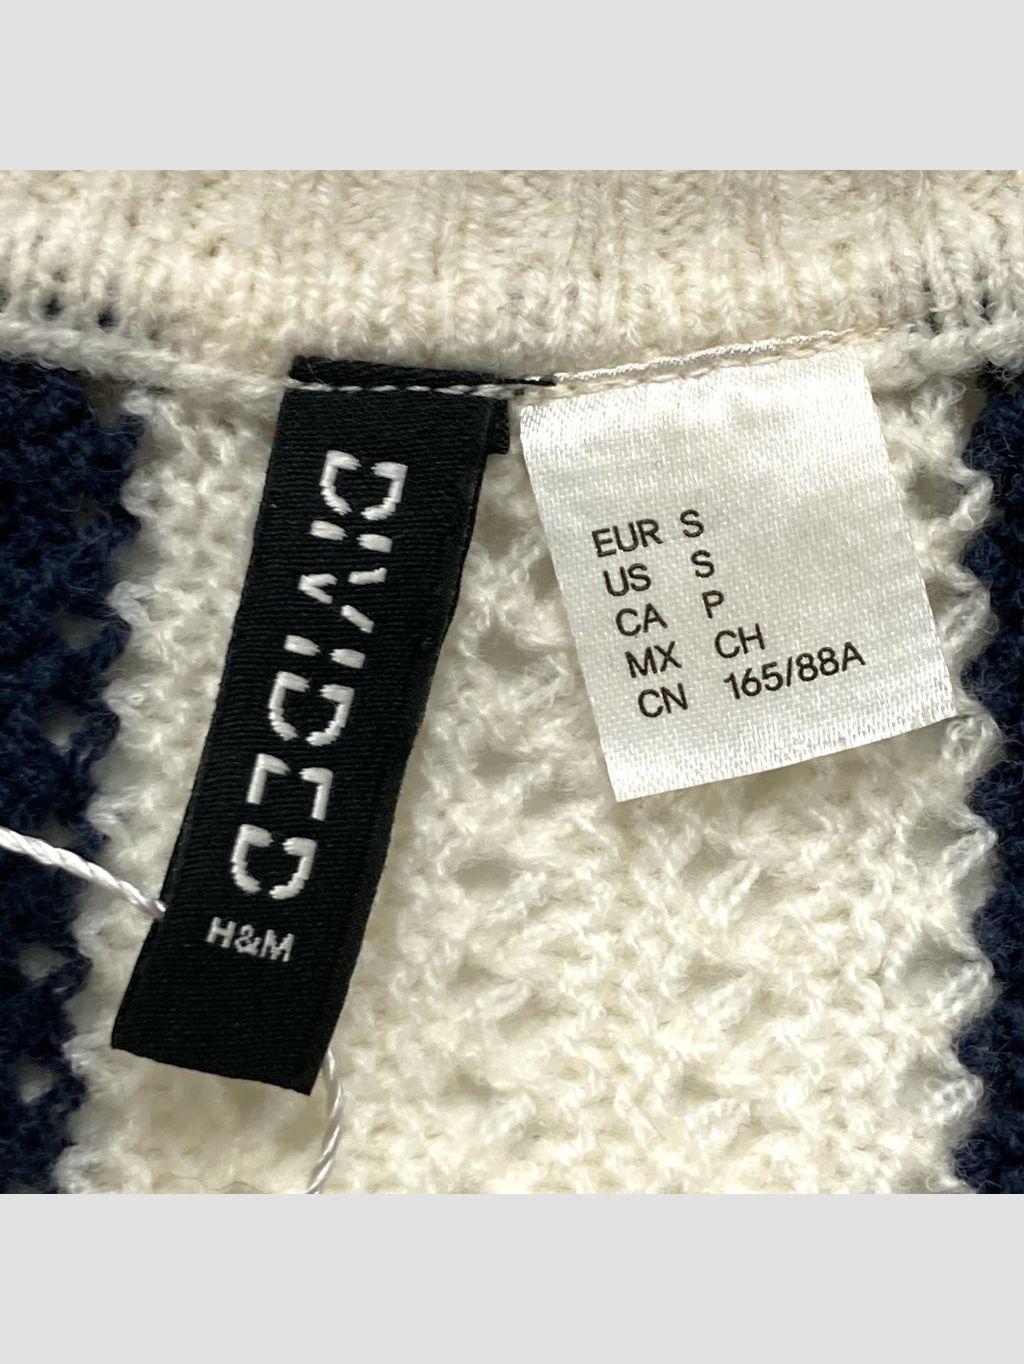 DIVIDED
H&M
EUR S
US S
CA P
MX CH
CN 165/88A